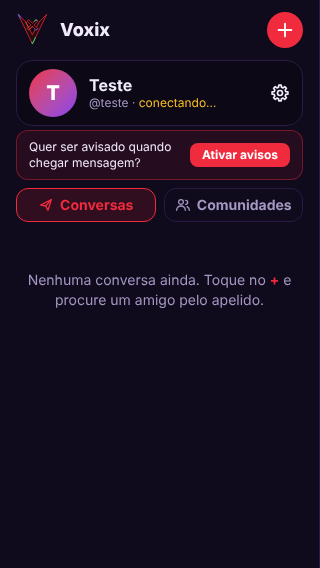 Voxix
T
Teste
@teste · conectando...
Quer ser avisado quando
chegar mensagem?
Ativar avisos
Conversas
Comunidades
Nenhuma conversa ainda. Toque no + e
procure um amigo pelo apelido.